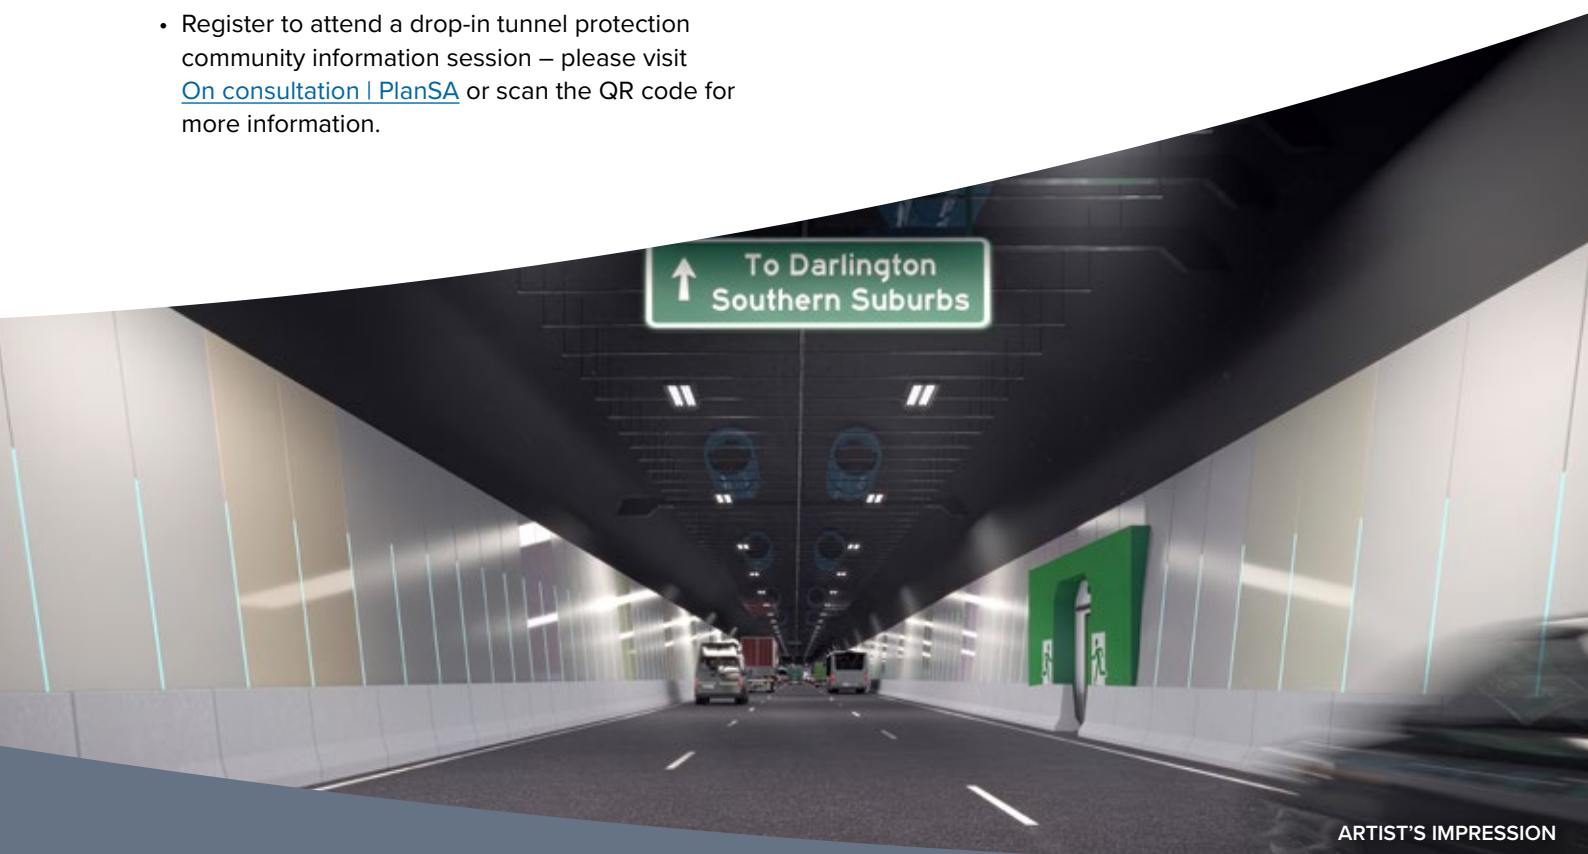 • Register to attend a drop-in tunnel protection
community information session – please visit
On consultation | PlanSA or scan the QR code for
more information.
To Darlington
Southern Suburbs
ARTIST’S IMPRESSION